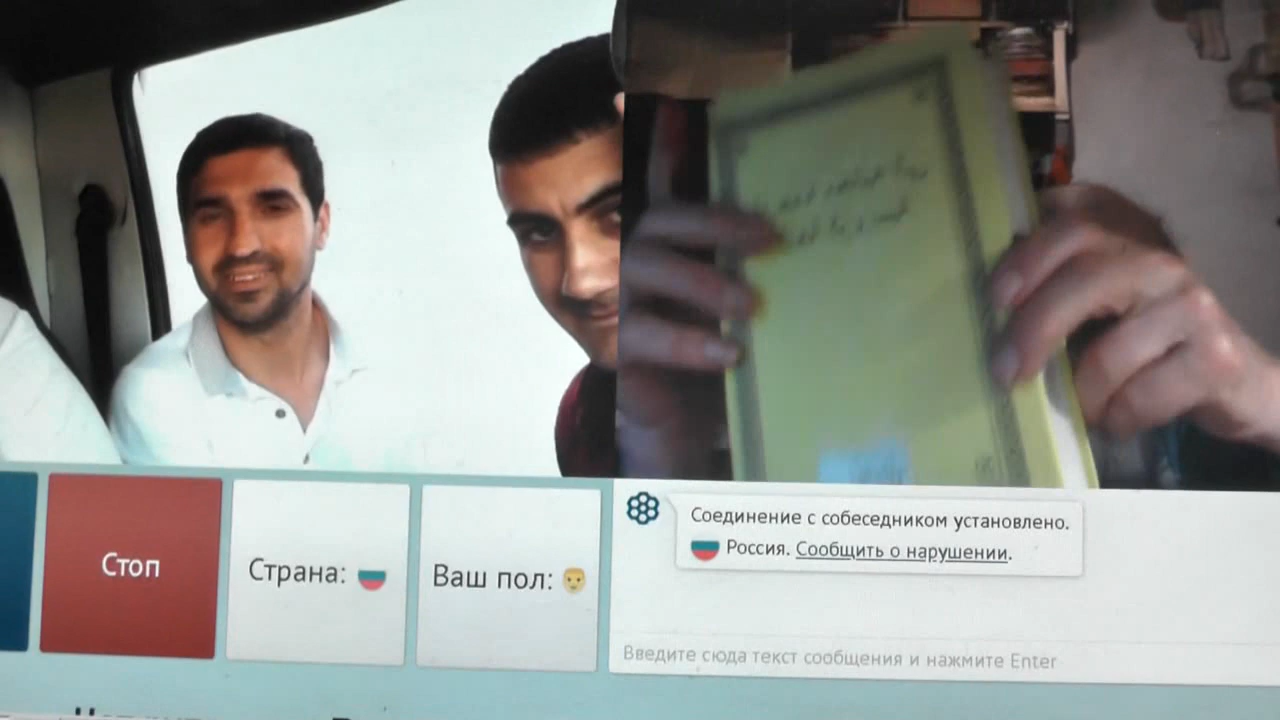 Стоп
Страна:
Ваш пол:
Соединение с собеседником установлено.
Россия. Сообщить о нарушении.
Введите сюда текст сообщения и нажмите Enter